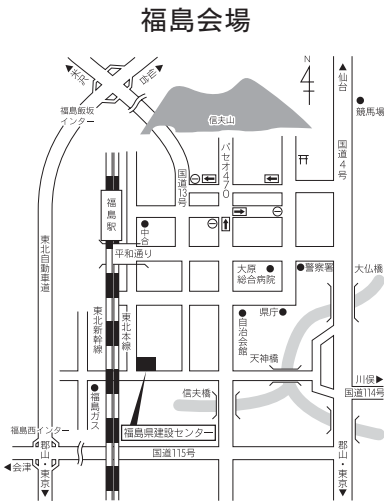 福島会場
N
▲仙台
▲米沢
▲仙台
福島飯坂
インター
信夫山
競馬場
国道4号
国道13号
パセオ470
福島駅
中合
平和通り
東北自動車道
東北新幹線
東北本線
大原
総合病院
警察署
大仏橋
県庁
自治会館
天神橋
川俣▶
国道114号
福島ガス
信夫橋
福島県建設センター
福島西インター
国道115号
◀会津
郡山・東京▼
郡山・東京▼